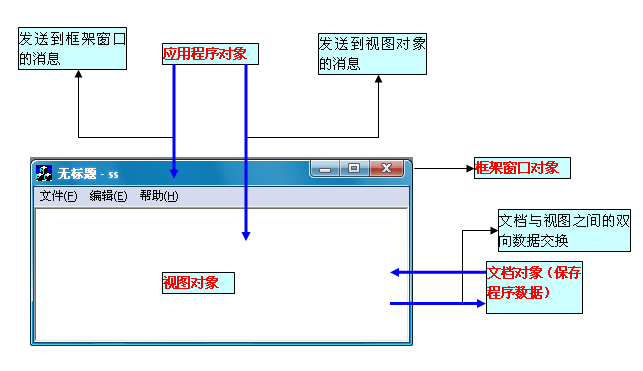 发送到框架窗口
的消息
应用程序对象
发送到视图对象
的消息
无标题 - ss
框架窗口对象
文件(F) 编辑(E) 帮助(H)
文档与视图之间的双
向数据交换
视图对象
文档对象（保存
程序数据）